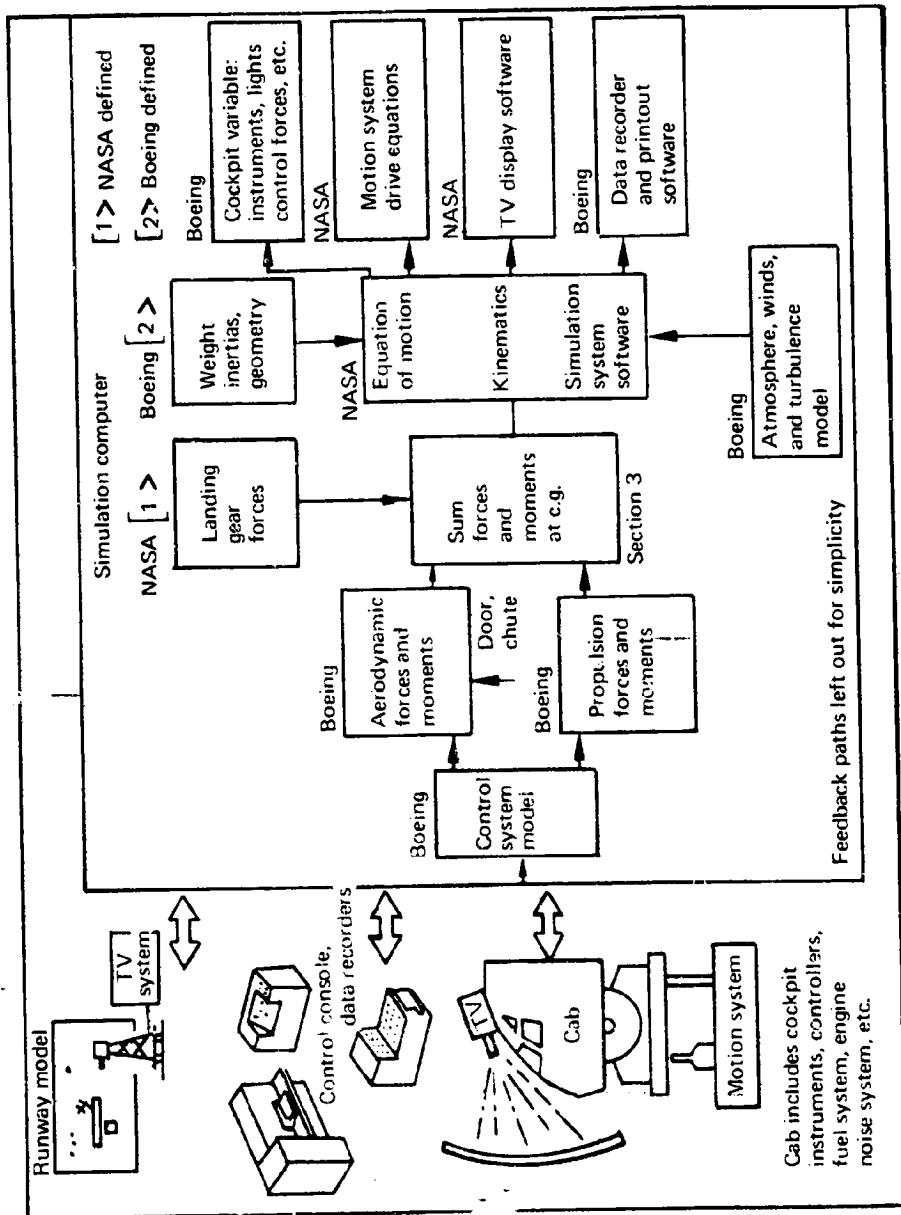 Runway model
TV
system
Control console,
data recorders
TV
Cab
Motion system
Cab includes cockpit
instruments, controllers,
fuel system, engine
noise system, etc.
Simulation computer
[1> NASA defined
[2> Boeing defined
NASA [1>
Landing
gear
forces
Boeing [2>
Weight
inertias,
geometry
Boeing
Cockpit variable:
instruments, lights
control forces, etc.
NASA
Motion system
drive equations
NASA
TV display software
Boeing
Data recorder
and printout
software
NASA
Equation
of motion
Kinematics
Simulation
system
software
Boeing
Control
system
model
Boeing
Aerodynamic
forces and
moments
Door,
chute
Boeing
Propulsion
forces and
moments
Sum
forces
and
moments
at c.g.
Section 3
Boeing
Atmosphere, winds,
and turbulence
model
Feedback paths left out for simplicity